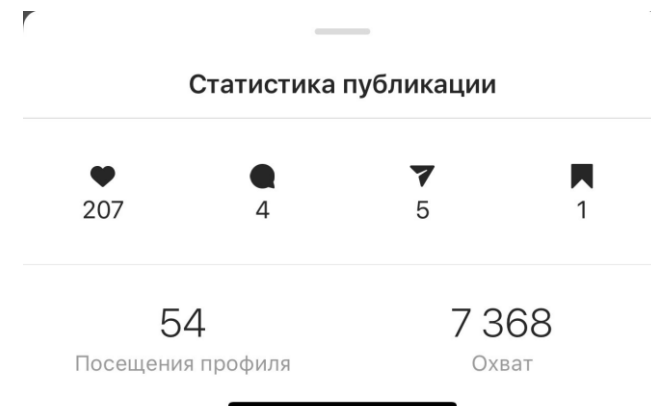 Статистика публикации
207 4 5 1
54 7 368
Посещения профиля Охват